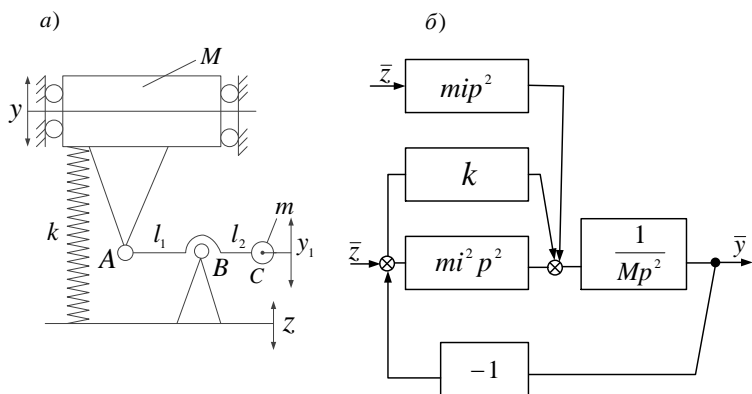 а)
M
y
k
A
l₁
B
l₂
C
m
y₁
z
б)
z̅
mip²
k
z̅
mi²p²
1
Mp²
y̅
−1